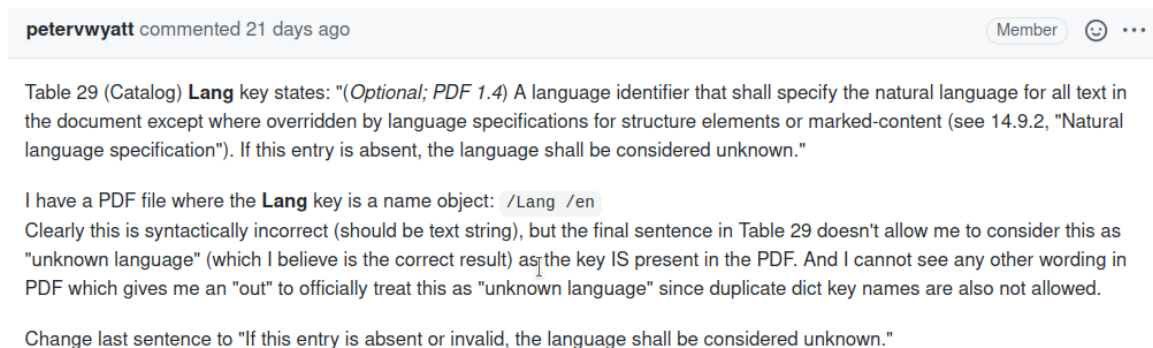 petervwyatt commented 21 days ago
Member
Table 29 (Catalog) Lang key states: "(Optional; PDF 1.4) A language identifier that shall specify the natural language for all text in
the document except where overridden by language specifications for structure elements or marked-content (see 14.9.2, "Natural
language specification"). If this entry is absent, the language shall be considered unknown."
I have a PDF file where the Lang key is a name object: /Lang /en
Clearly this is syntactically incorrect (should be text string), but the final sentence in Table 29 doesn't allow me to consider this as
"unknown language" (which I believe is the correct result) as the key IS present in the PDF. And I cannot see any other wording in
PDF which gives me an "out" to officially treat this as "unknown language" since duplicate dict key names are also not allowed.
Change last sentence to "If this entry is absent or invalid, the language shall be considered unknown."